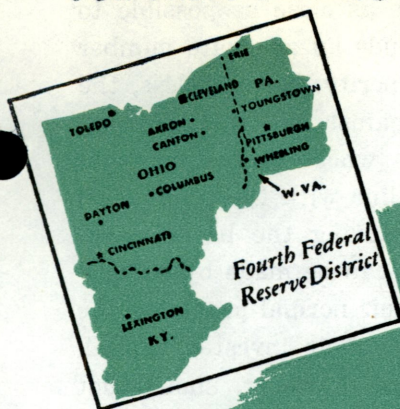 ERIE
CLEVELAND
PA.
TOLEDO
YOUNGSTOWN
AKRON
CANTON
PITTSBURGH
OHIO
WHEELING
COLUMBUS
W. VA.
DAYTON
CINCINNATI
Fourth Federal
Reserve District
LEXINGTON
KY.